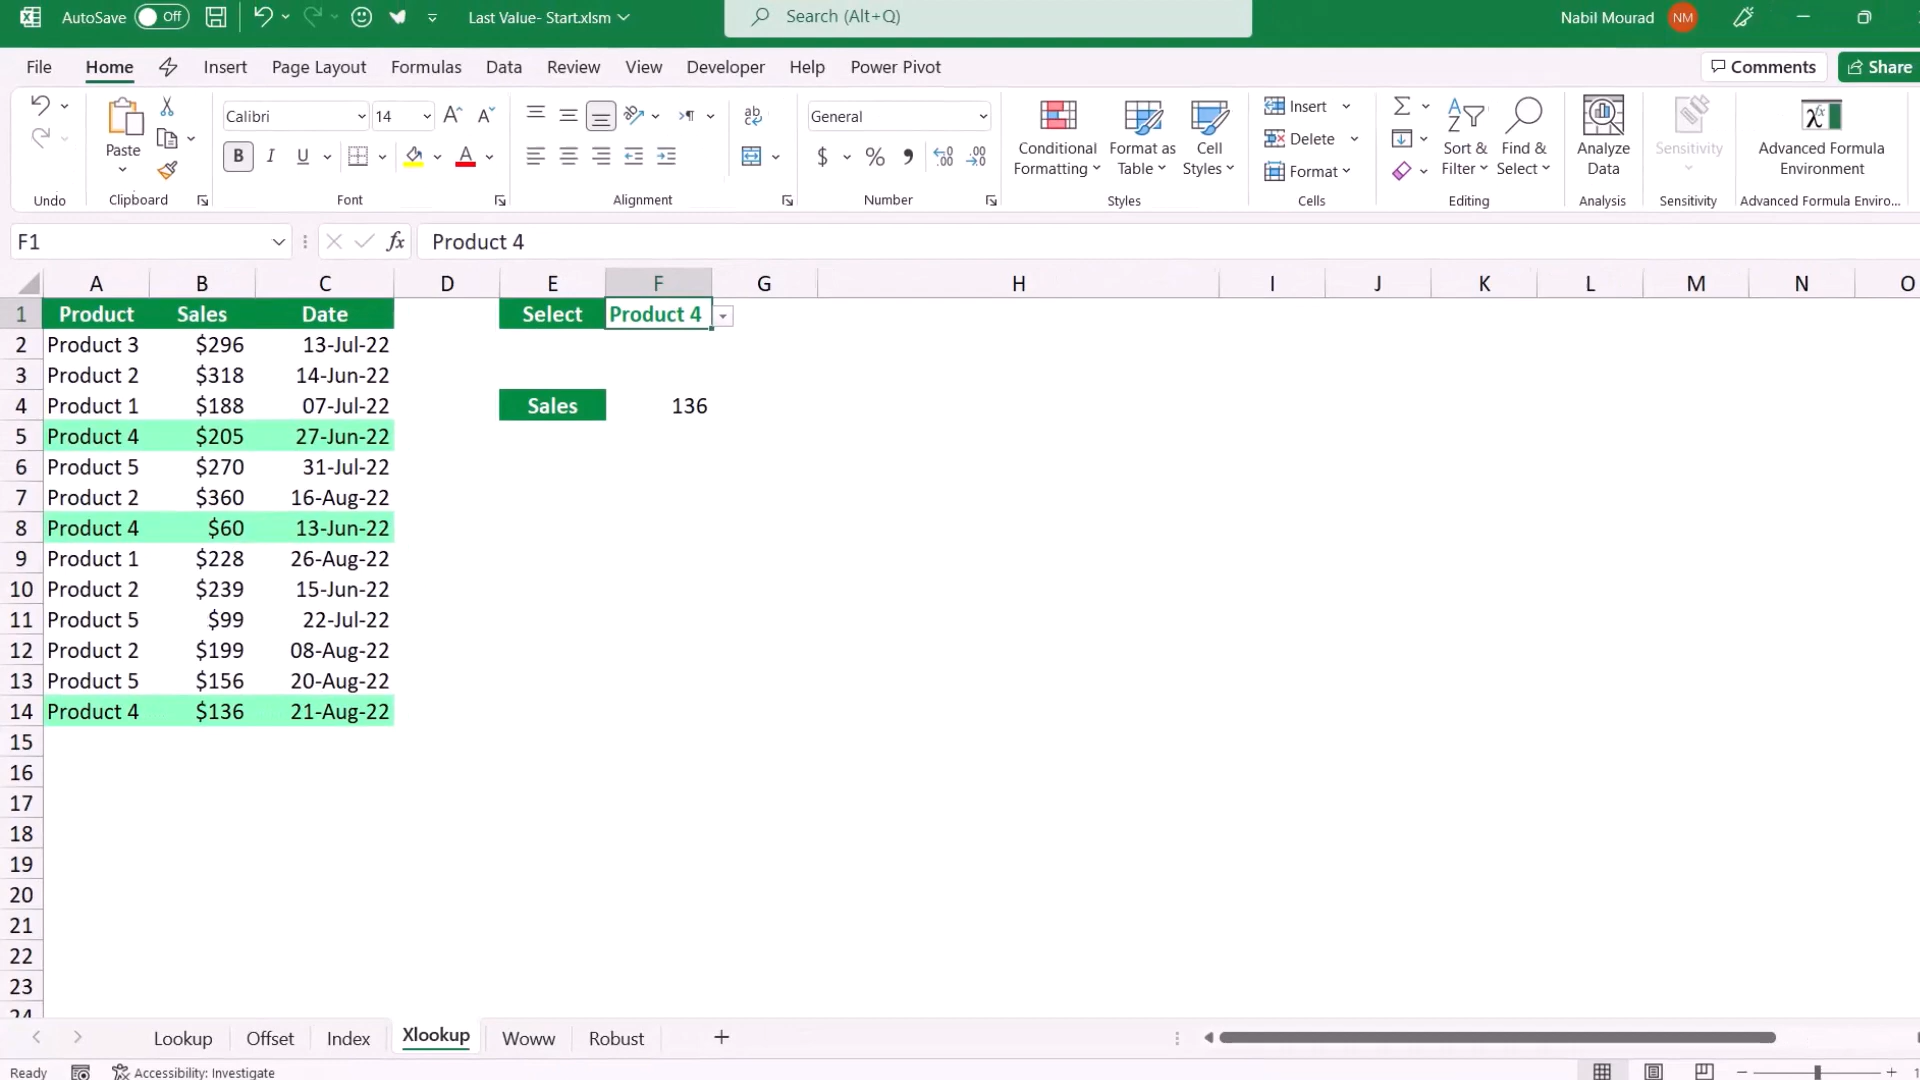 AutoSave Off Last Value- Start.xlsm Search (Alt+Q) Nabil Mourad NM
File Home Insert Page Layout Formulas Data Review View Developer Help Power Pivot Comments Share
Calibri 14 General Insert
Paste Conditional Format as Cell Delete Sort & Find & Analyze Sensitivity Advanced Formula
Formatting Table Styles Format Filter Select Data Environment
Undo Clipboard Font Alignment Number Styles Cells Editing Analysis Sensitivity Advanced Formula Enviro...
F1 fx Product 4
A B C D E F G H I J K L M N O
1 Product Sales Date Select Product 4
2 Product 3 $296 13-Jul-22
3 Product 2 $318 14-Jun-22
4 Product 1 $188 07-Jul-22 Sales 136
5 Product 4 $205 27-Jun-22
6 Product 5 $270 31-Jul-22
7 Product 2 $360 16-Aug-22
8 Product 4 $60 13-Jun-22
9 Product 1 $228 26-Aug-22
10 Product 2 $239 15-Jun-22
11 Product 5 $99 22-Jul-22
12 Product 2 $199 08-Aug-22
13 Product 5 $156 20-Aug-22
14 Product 4 $136 21-Aug-22
15
16
17
18
19
20
21
22
23
24
Lookup Offset Index Xlookup Woww Robust
Ready Accessibility: Investigate